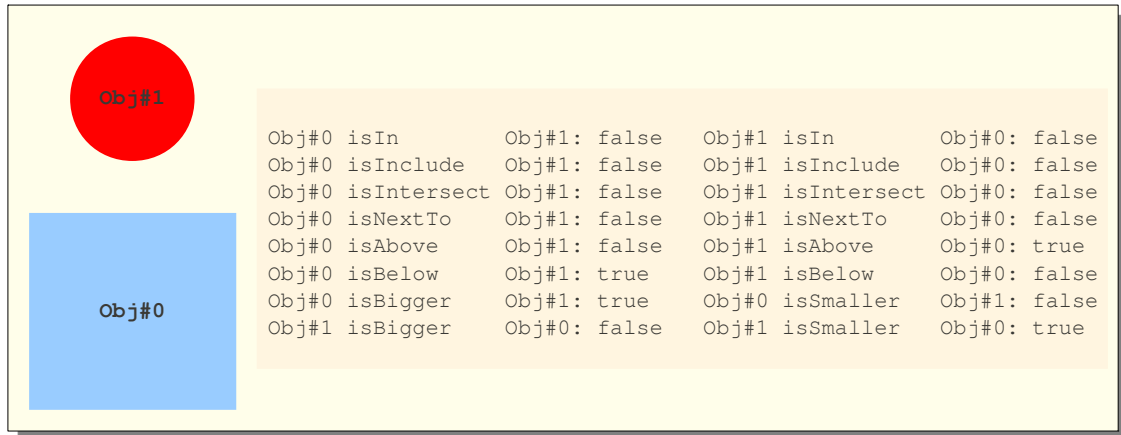 Obj#1
Obj#0 isIn Obj#1: false Obj#1 isIn Obj#0: false
Obj#0 isInclude Obj#1: false Obj#1 isInclude Obj#0: false
Obj#0 isIntersect Obj#1: false Obj#1 isIntersect Obj#0: false
Obj#0 isNextTo Obj#1: false Obj#1 isNextTo Obj#0: false
Obj#0 isAbove Obj#1: false Obj#1 isAbove Obj#0: true
Obj#0 isBelow Obj#1: true Obj#1 isBelow Obj#0: false
Obj#0 isBigger Obj#1: true Obj#0 isSmaller Obj#1: false
Obj#1 isBigger Obj#0: false Obj#1 isSmaller Obj#0: true
Obj#0